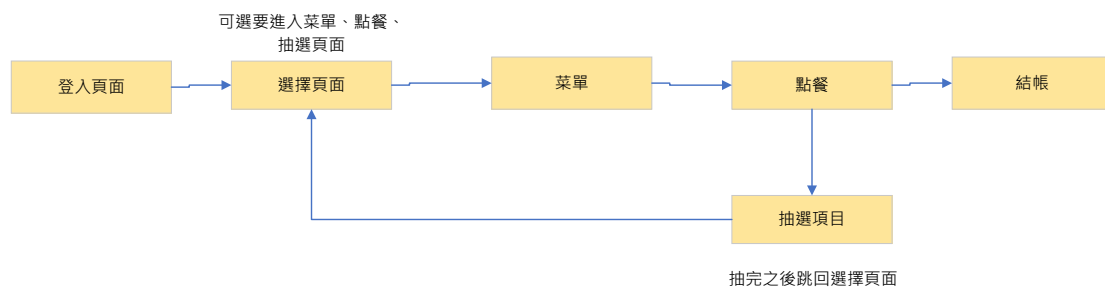 可選要進入菜單、點餐、
抽選頁面
登入頁面
選擇頁面
菜單
點餐
結帳
抽選項目
抽完之後跳回選擇頁面